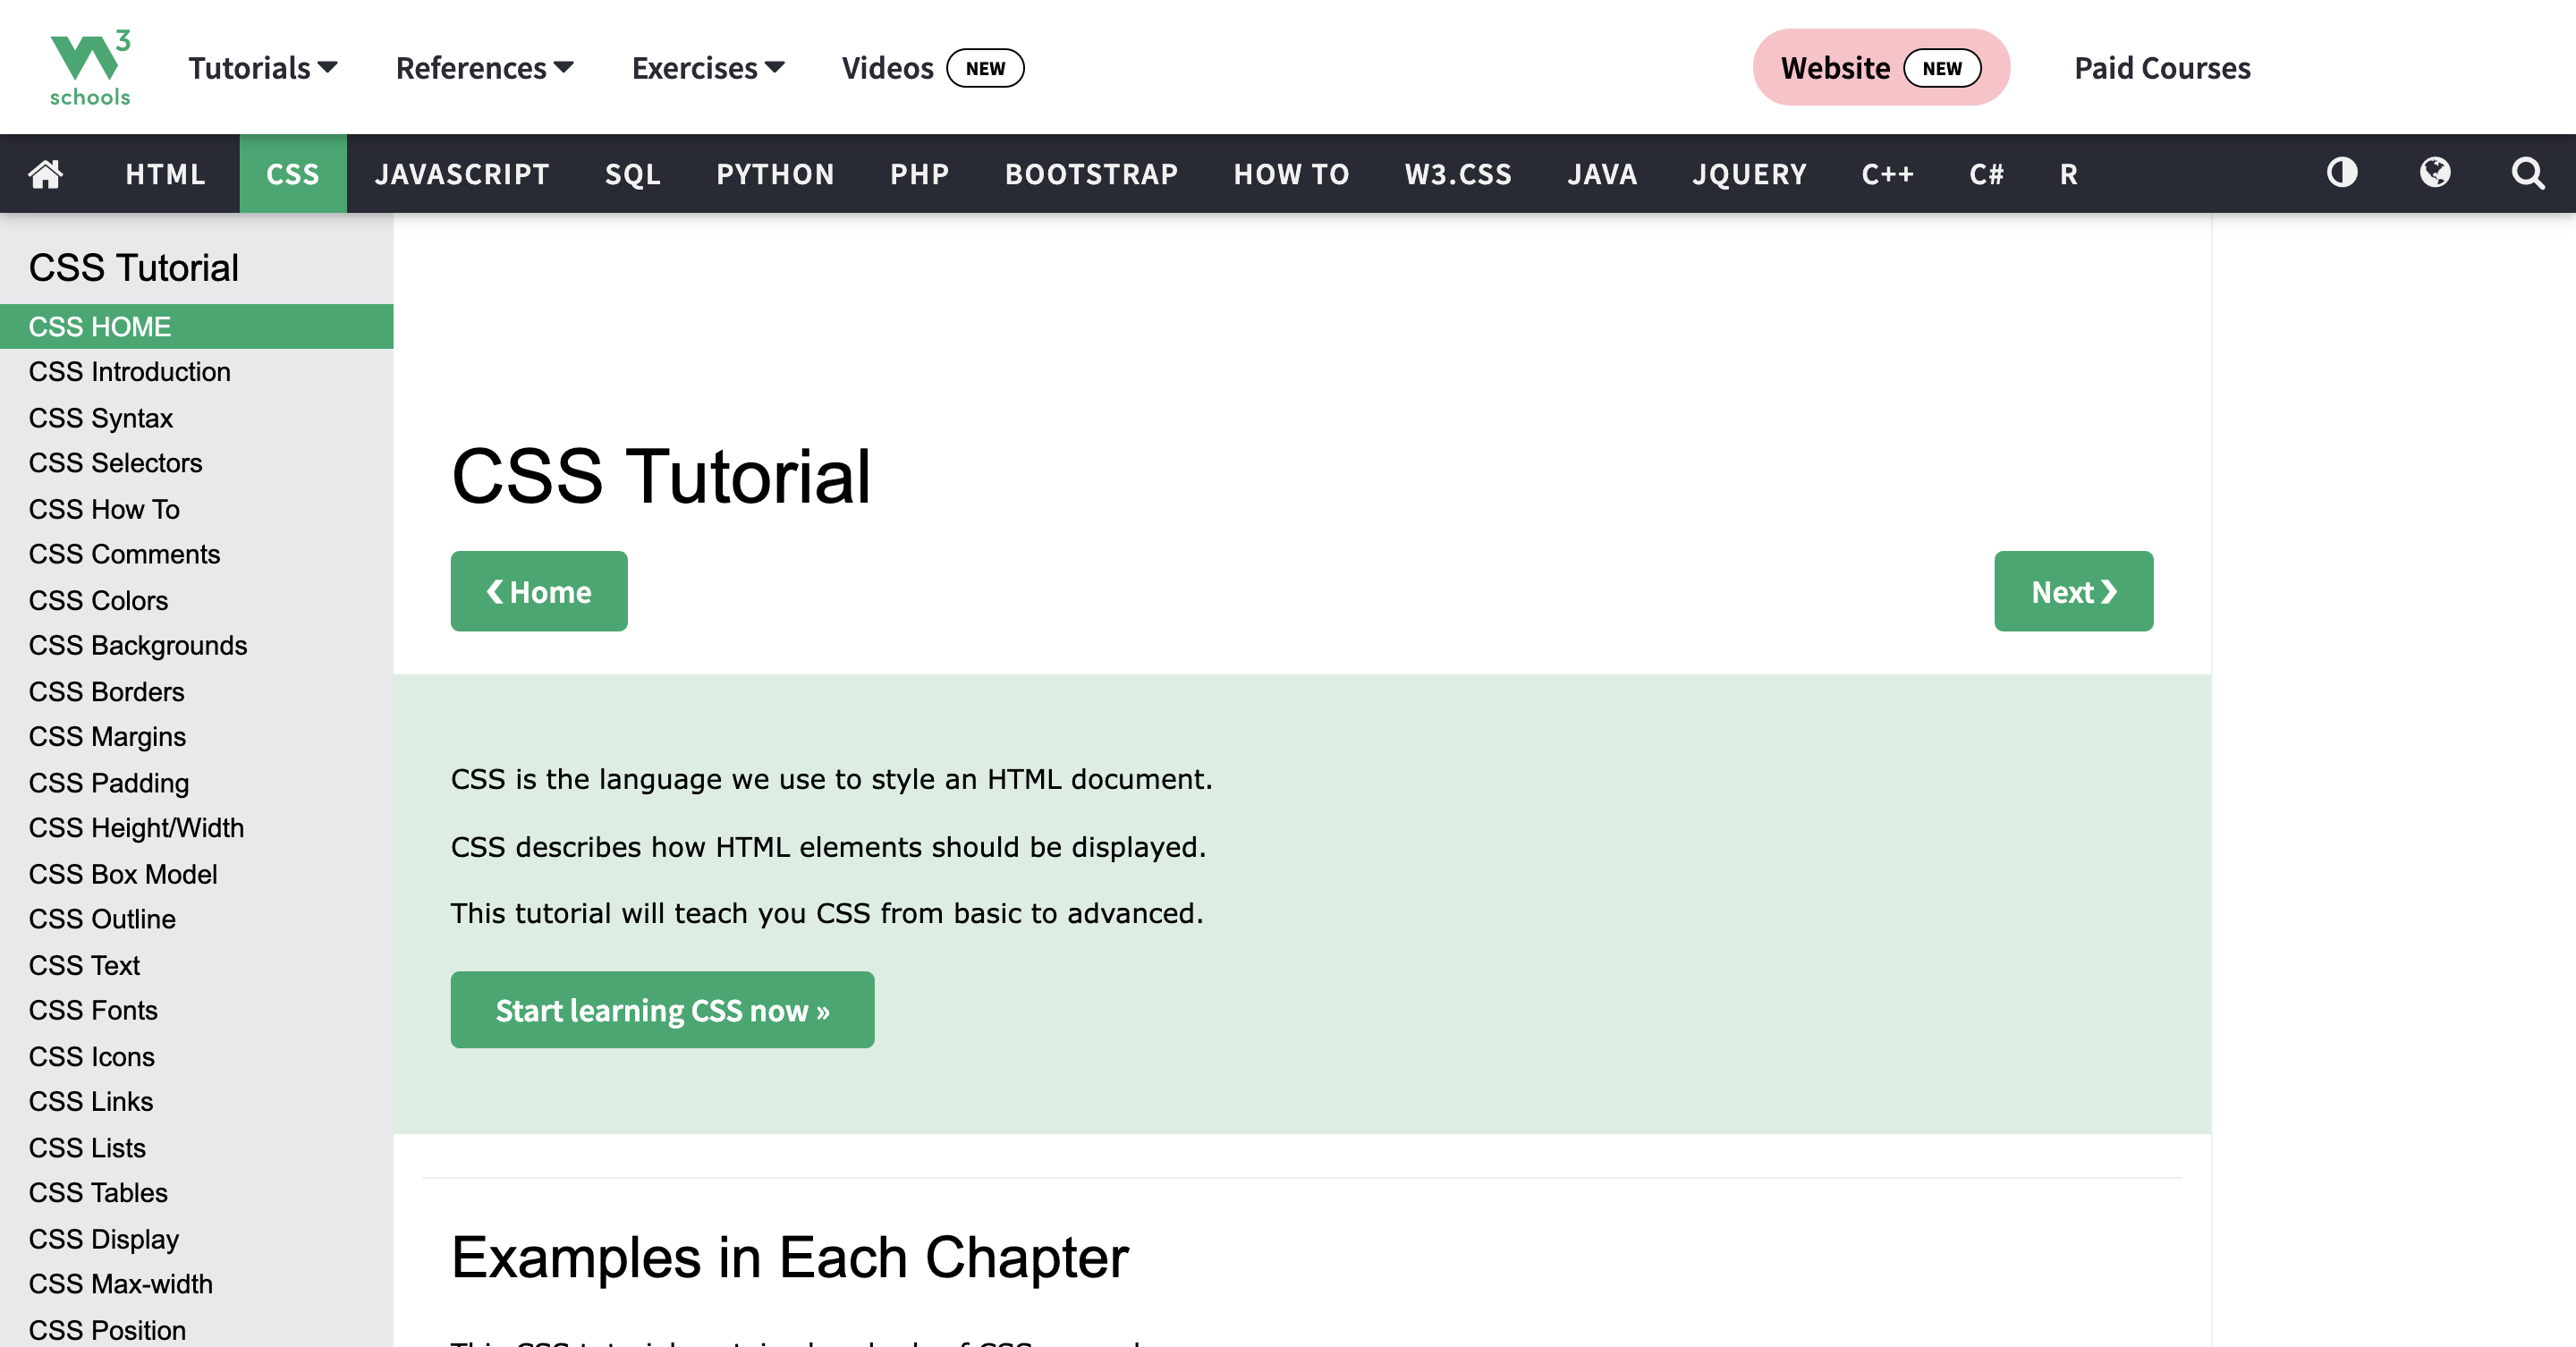 3
schools
Tutorials References Exercises Videos NEW Website NEW Paid Courses
HTML CSS JAVASCRIPT SQL PYTHON PHP BOOTSTRAP HOW TO W3.CSS JAVA JQUERY C++ C# R
CSS Tutorial
CSS HOME
CSS Introduction
CSS Syntax
CSS Selectors
CSS How To
CSS Comments
CSS Colors
CSS Backgrounds
CSS Borders
CSS Margins
CSS Padding
CSS Height/Width
CSS Box Model
CSS Outline
CSS Text
CSS Fonts
CSS Icons
CSS Links
CSS Lists
CSS Tables
CSS Display
CSS Max-width
CSS Position
CSS Tutorial
❮ Home
Next ❯
CSS is the language we use to style an HTML document.
CSS describes how HTML elements should be displayed.
This tutorial will teach you CSS from basic to advanced.
Start learning CSS now »
Examples in Each Chapter